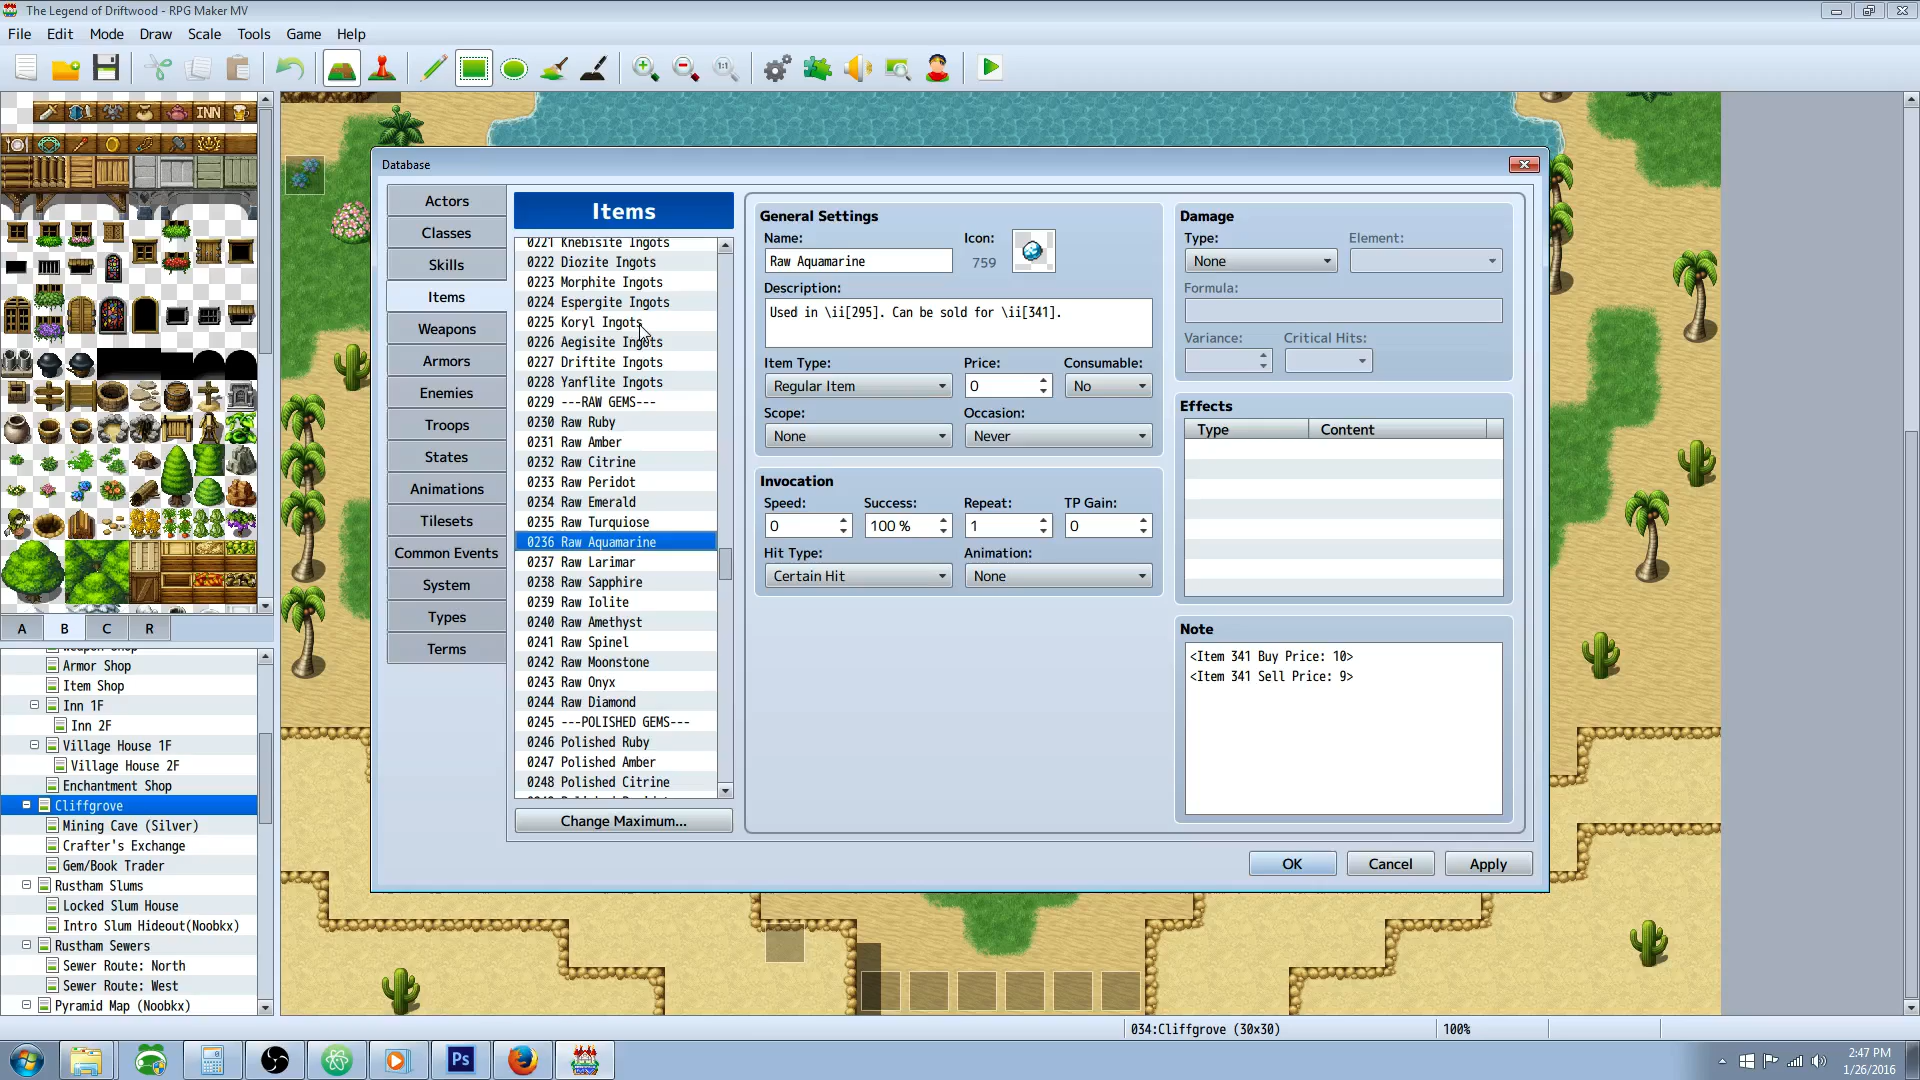 The Legend of Driftwood - RPG Maker MV
File Edit Mode Draw Scale Tools Game Help
1:1
INN
Database
Actors
Classes
Skills
Items
Weapons
Armors
Enemies
Troops
States
Animations
Tilesets
Common Events
System
Types
Terms
Items
0221 Knebisite Ingots
0222 Diozite Ingots
0223 Morphite Ingots
0224 Espergite Ingots
0225 Koryl Ingots
0226 Aegisite Ingots
0227 Driftite Ingots
0228 Yanflite Ingots
0229 ---RAW GEMS---
0230 Raw Ruby
0231 Raw Amber
0232 Raw Citrine
0233 Raw Peridot
0234 Raw Emerald
0235 Raw Turquiose
0236 Raw Aquamarine
0237 Raw Larimar
0238 Raw Sapphire
0239 Raw Iolite
0240 Raw Amethyst
0241 Raw Spinel
0242 Raw Moonstone
0243 Raw Onyx
0244 Raw Diamond
0245 ---POLISHED GEMS---
0246 Polished Ruby
0247 Polished Amber
0248 Polished Citrine
Change Maximum...
General Settings
Name: Icon:
Raw Aquamarine 759
Description:
Used in \ii[295]. Can be sold for \ii[341].
Item Type: Price: Consumable:
Regular Item 0 No
Scope: Occasion:
None Never
Invocation
Speed: Success: Repeat: TP Gain:
0 100 % 1 0
Hit Type: Animation:
Certain Hit None
Damage
Type: Element:
None
Formula:
Variance: Critical Hits:
Effects
Type Content
Note
<Item 341 Buy Price: 10>
<Item 341 Sell Price: 9>
OK Cancel Apply
A B C R
Weapon Shop
Armor Shop
Item Shop
Inn 1F
Inn 2F
Village House 1F
Village House 2F
Enchantment Shop
Cliffgrove
Mining Cave (Silver)
Crafter's Exchange
Gem/Book Trader
Rustham Slums
Locked Slum House
Intro Slum Hideout(Noobkx)
Rustham Sewers
Sewer Route: North
Sewer Route: West
Pyramid Map (Noobkx)
034:Cliffgrove (30x30) 100%
Ps
2:47 PM
1/26/2016